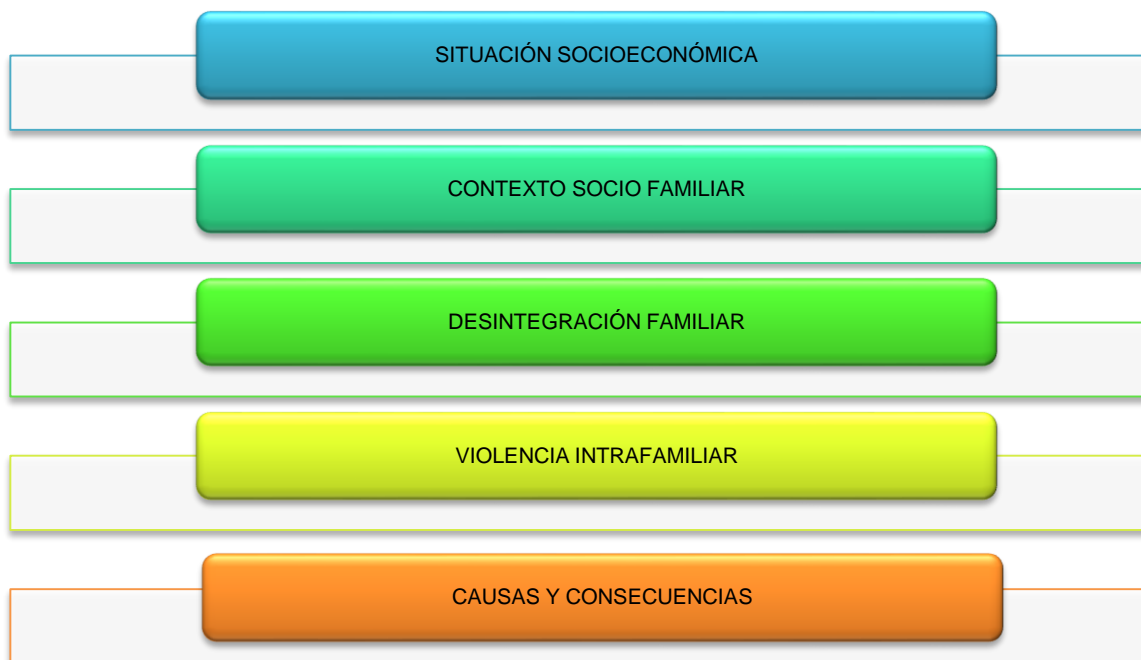 SITUACIÓN SOCIOECONÓMICA
CONTEXTO SOCIO FAMILIAR
DESINTEGRACIÓN FAMILIAR
VIOLENCIA INTRAFAMILIAR
CAUSAS Y CONSECUENCIAS